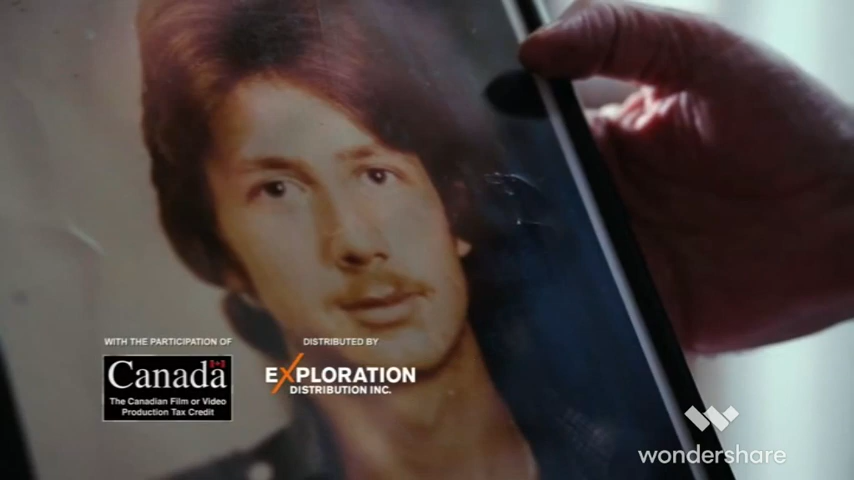 WITH THE PARTICIPATION OF
Canada
The Canadian Film or Video
Production Tax Credit
DISTRIBUTED BY
EXPLORATION
DISTRIBUTION INC.
wondershare